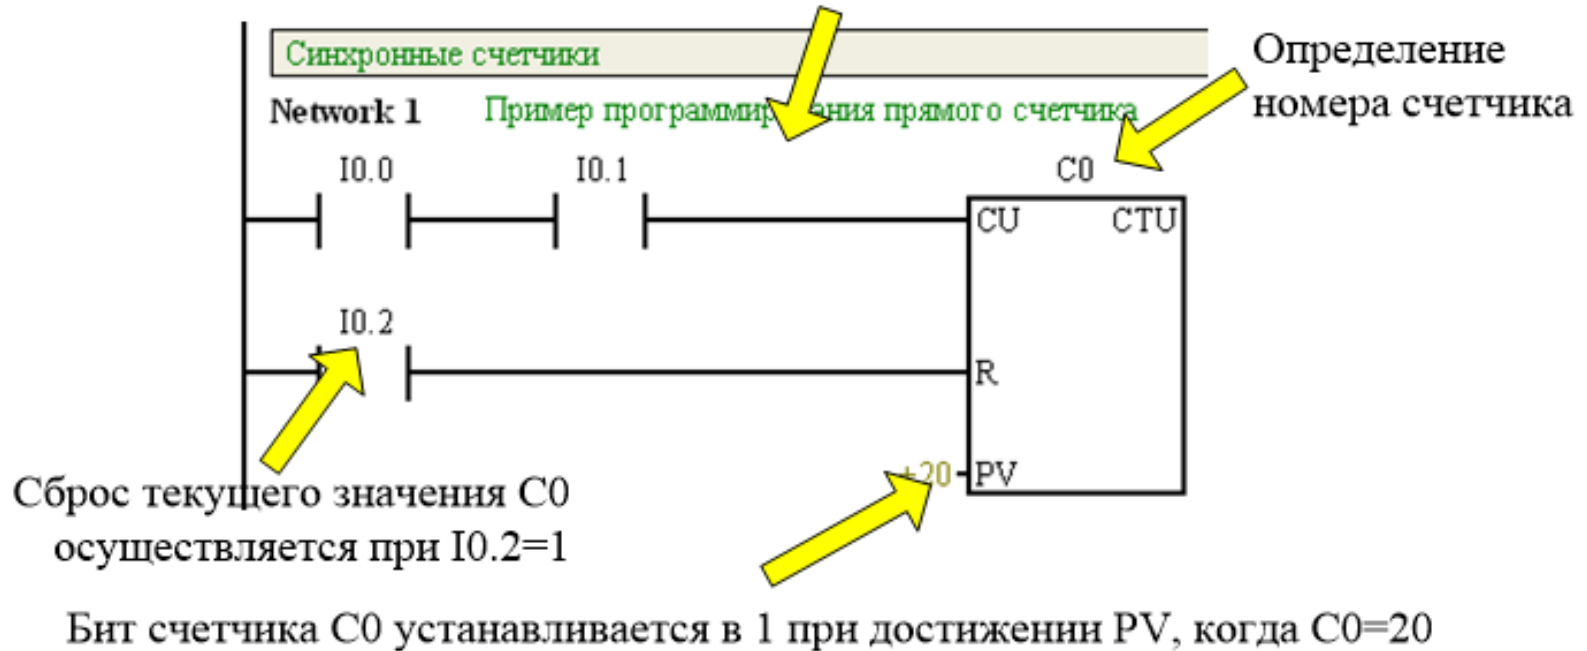 Определение
номера счетчика
Синхронные счетчики
Network 1 Пример программирования прямого счетчика
I0.0 I0.1 C0
CU CTU
I0.2
R
+20 PV
Сброс текущего значения C0
осуществляется при I0.2=1
Бит счетчика C0 устанавливается в 1 при достижении PV, когда C0=20